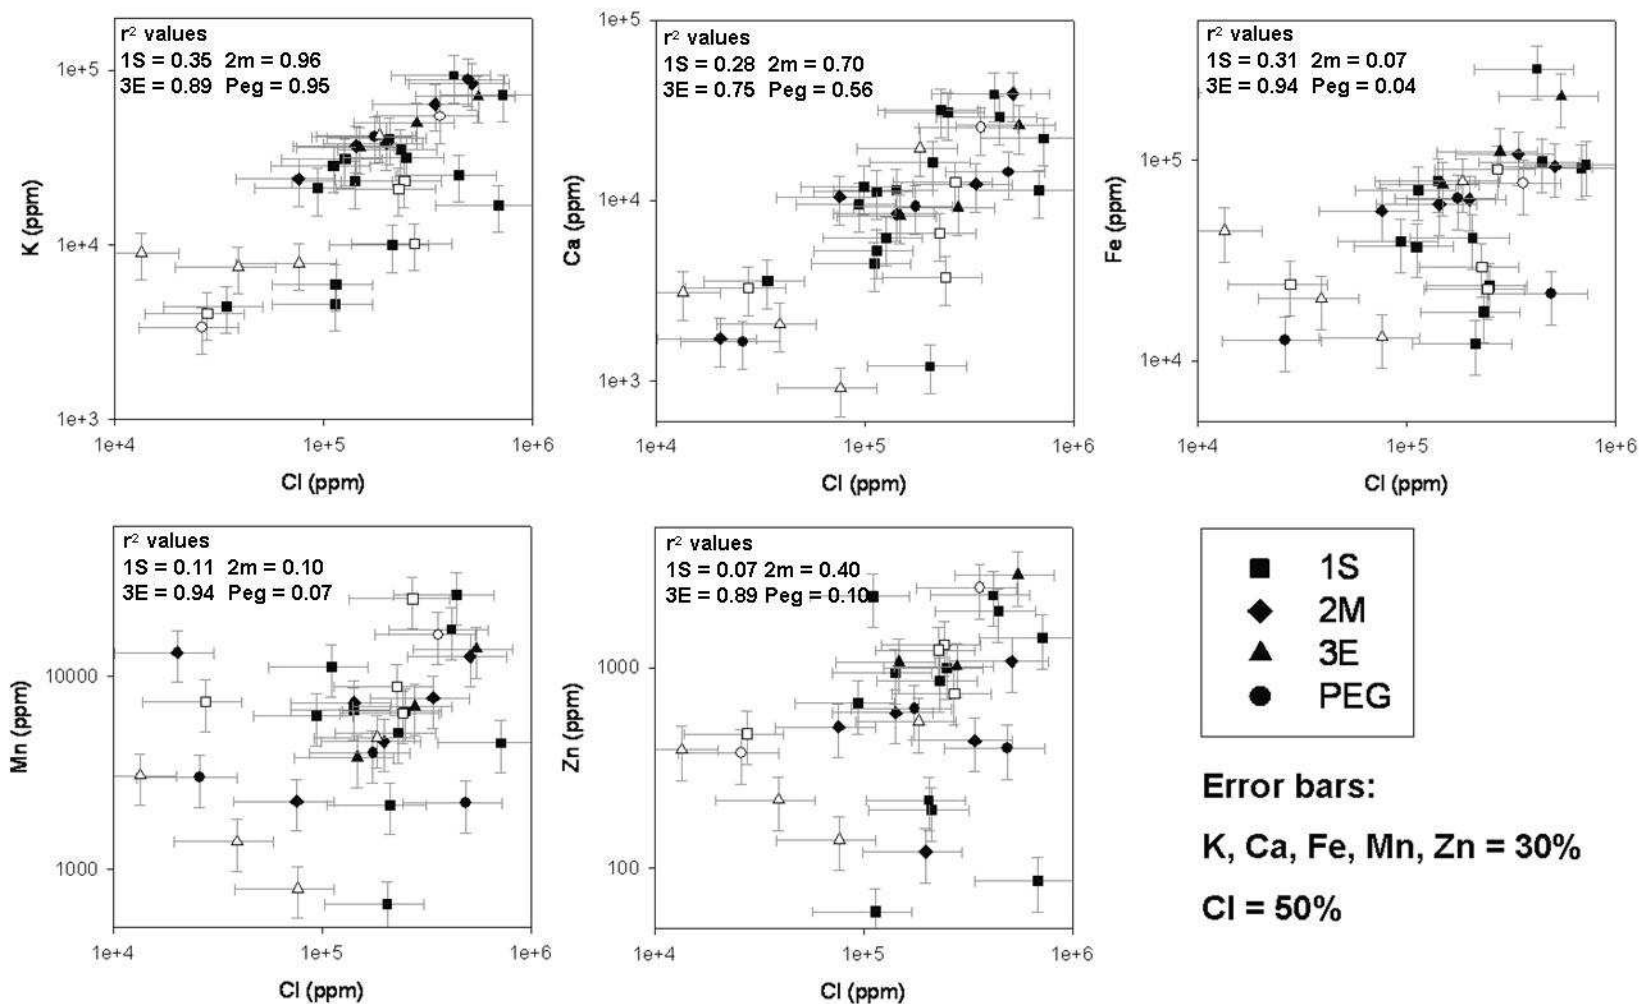 r² values
1S = 0.35 2m = 0.96
3E = 0.89 Peg = 0.95
1e+5
1e+4
1e+3
K (ppm)
1e+4 1e+5 1e+6
Cl (ppm)
r² values
1S = 0.28 2m = 0.70
3E = 0.75 Peg = 0.56
1e+5
1e+4
1e+3
Ca (ppm)
1e+4 1e+5 1e+6
Cl (ppm)
r² values
1S = 0.31 2m = 0.07
3E = 0.94 Peg = 0.04
1e+5
1e+4
Fe (ppm)
1e+4 1e+5 1e+6
Cl (ppm)
r² values
1S = 0.11 2m = 0.10
3E = 0.94 Peg = 0.07
10000
1000
Mn (ppm)
1e+4 1e+5 1e+6
Cl (ppm)
r² values
1S = 0.07 2m = 0.40
3E = 0.89 Peg = 0.10
1000
100
Zn (ppm)
1e+4 1e+5 1e+6
Cl (ppm)
1S
2M
3E
PEG
Error bars:
K, Ca, Fe, Mn, Zn = 30%
Cl = 50%